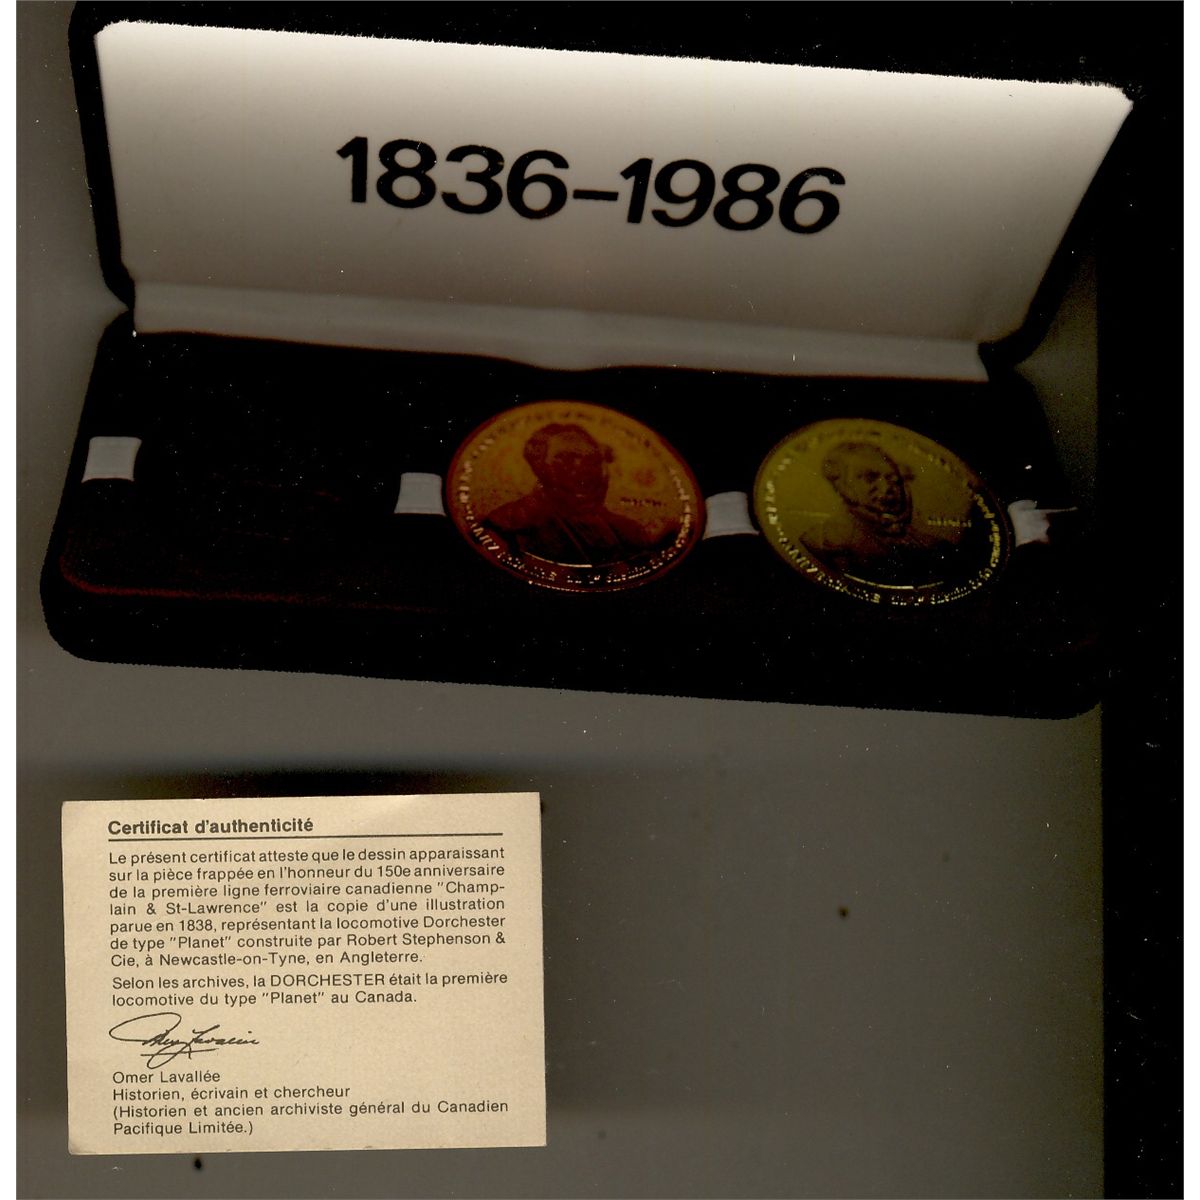 1836-1986
Certificat d'authenticité
Le présent certificat atteste que le dessin apparaissant
sur la pièce frappée en l'honneur du 150e anniversaire
de la première ligne ferroviaire canadienne "Champ-
lain & St-Lawrence" est la copie d'une illustration
parue en 1838, représentant la locomotive Dorchester
de type "Planet" construite par Robert Stephenson &
Cie, à Newcastle-on-Tyne, en Angleterre.
Selon les archives, la DORCHESTER était la première
locomotive du type "Planet" au Canada.
Omer Lavallée
Historien, écrivain et chercheur
(Historien et ancien archiviste général du Canadien
Pacifique Limitée.)